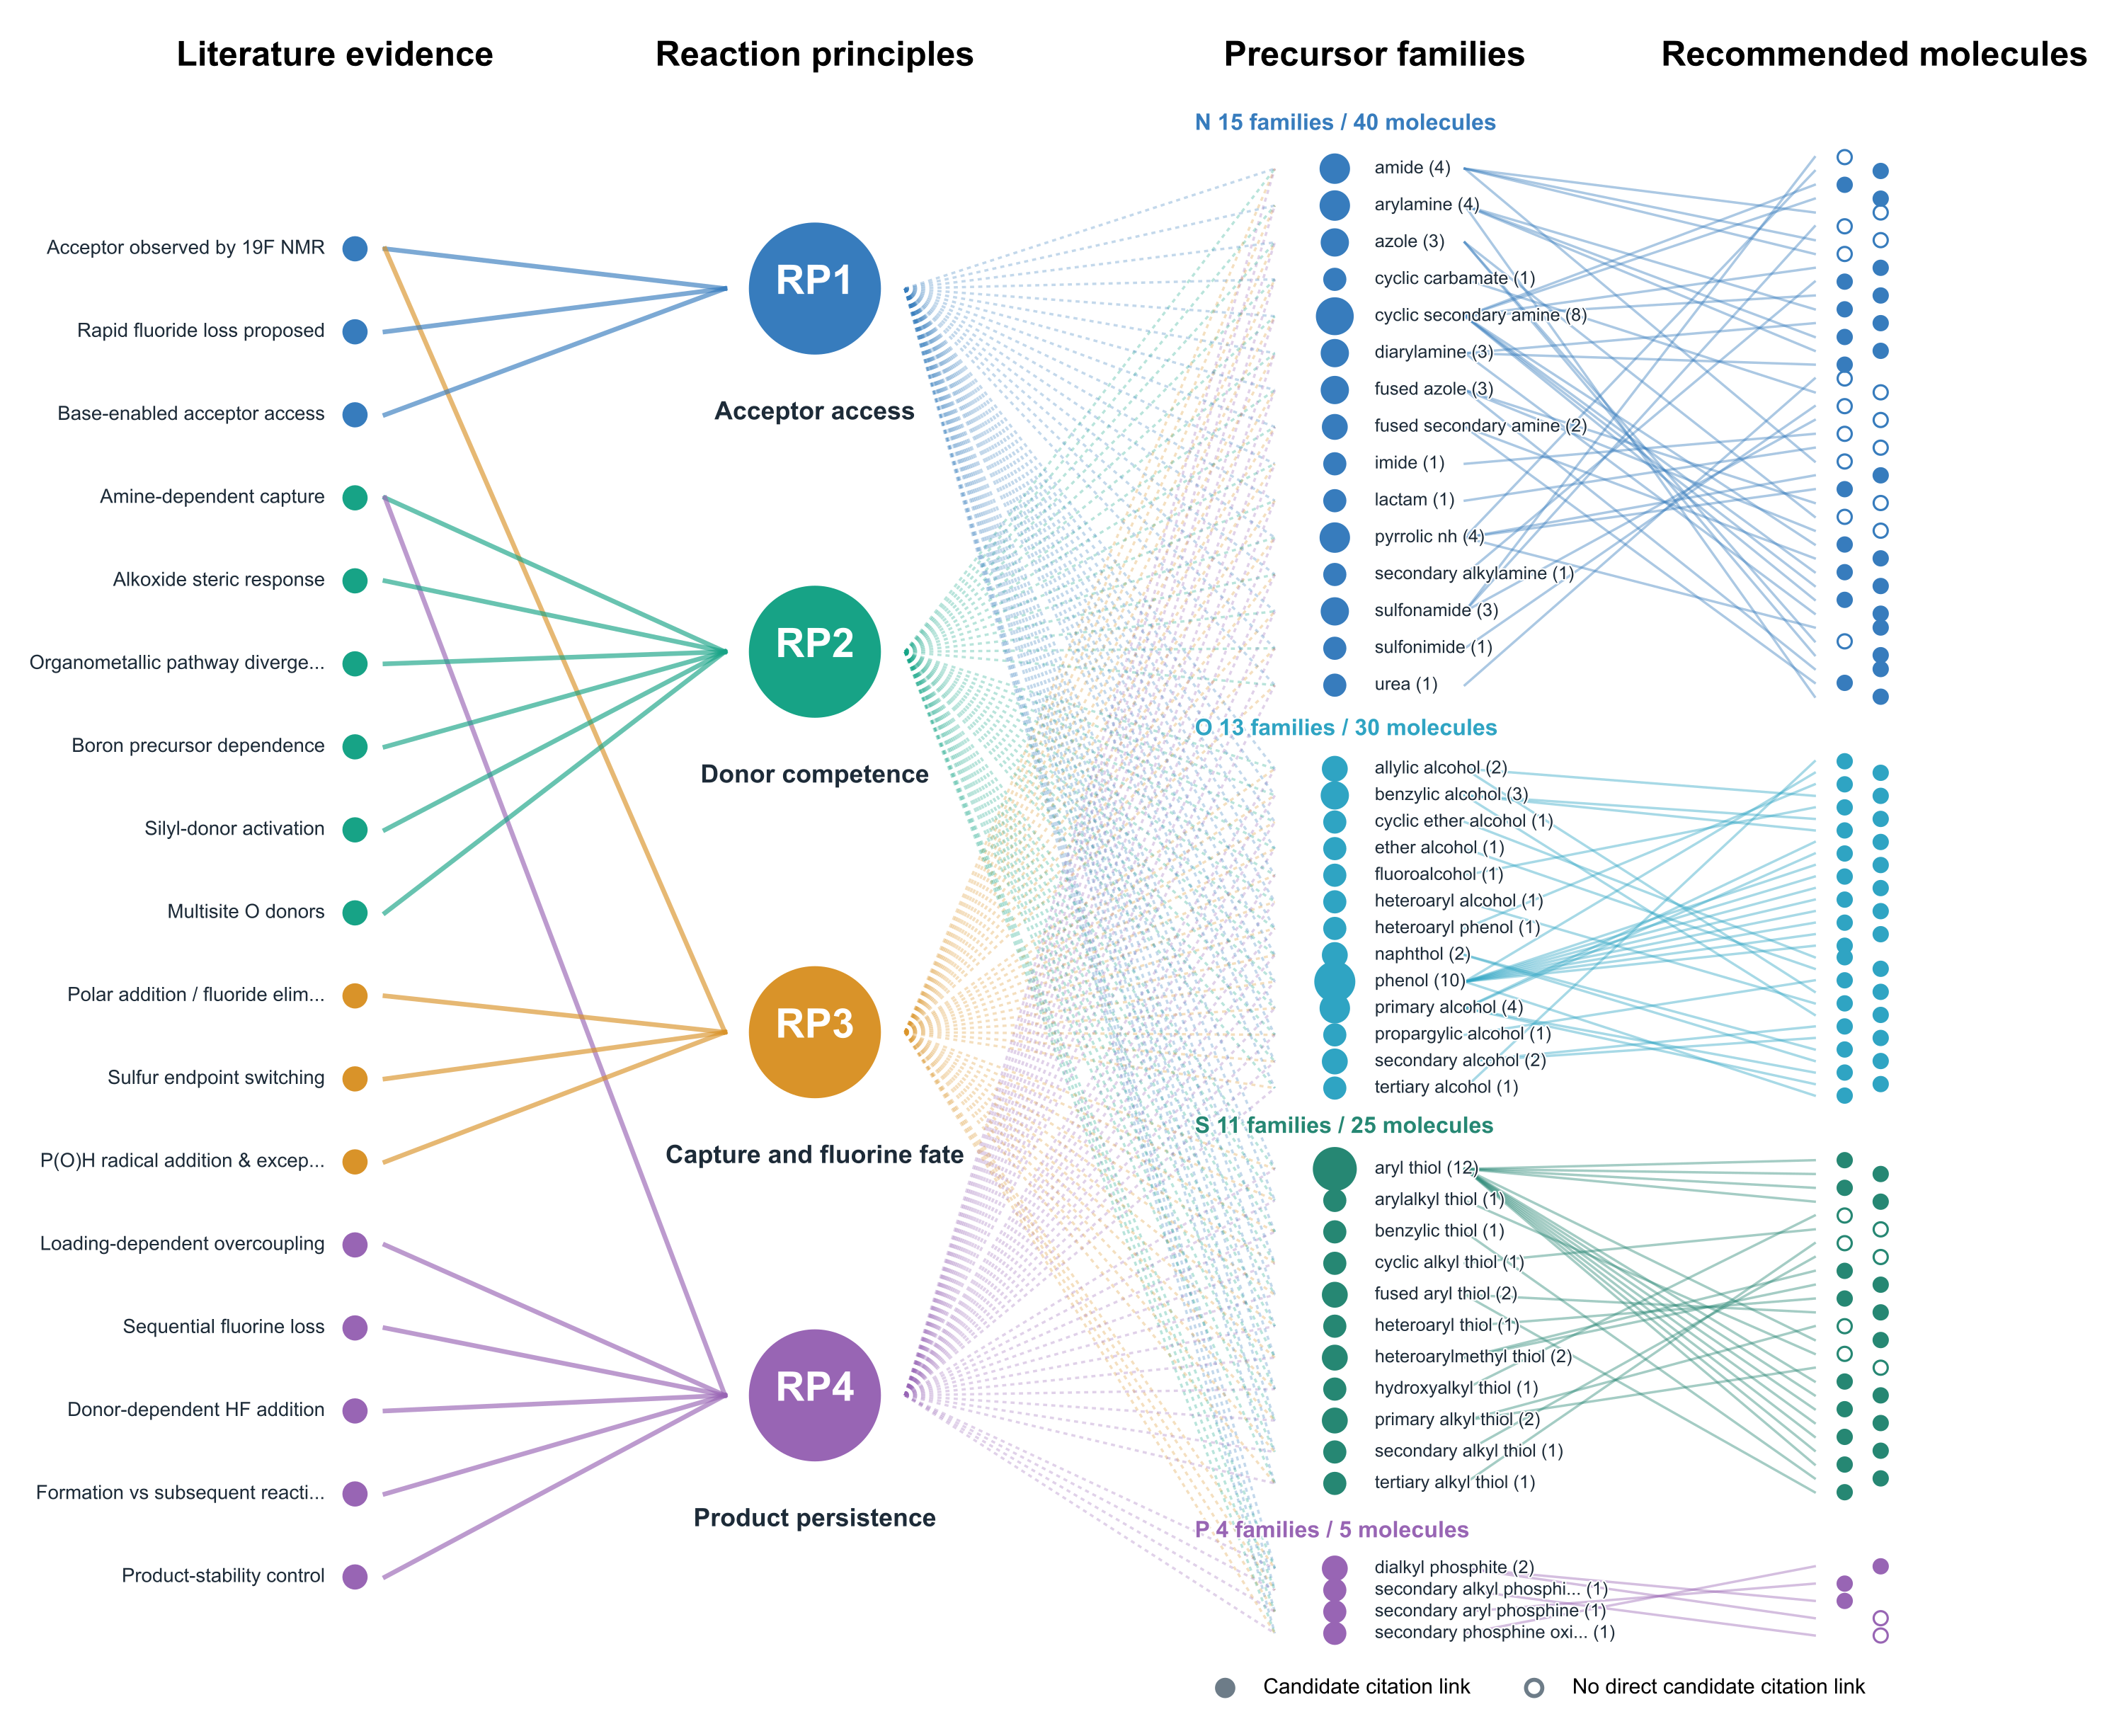 Literature evidence
Reaction principles
Precursor families
Recommended molecules
Acceptor observed by 19F NMR
Rapid fluoride loss proposed
Base-enabled acceptor access
Amine-dependent capture
Alkoxide steric response
Organometallic pathway diverge...
Boron precursor dependence
Silyl-donor activation
Multisite O donors
Polar addition / fluoride elim...
Sulfur endpoint switching
P(O)H radical addition & excep...
Loading-dependent overcoupling
Sequential fluorine loss
Donor-dependent HF addition
Formation vs subsequent reacti...
Product-stability control
RP1
Acceptor access
RP2
Donor competence
RP3
Capture and fluorine fate
RP4
Product persistence
N 15 families / 40 molecules
amide (4)
arylamine (4)
azole (3)
cyclic carbamate (1)
cyclic secondary amine (8)
diarylamine (3)
fused azole (3)
fused secondary amine (2)
imide (1)
lactam (1)
pyrrolic nh (4)
secondary alkylamine (1)
sulfonamide (3)
sulfonimide (1)
urea (1)
O 13 families / 30 molecules
allylic alcohol (2)
benzylic alcohol (3)
cyclic ether alcohol (1)
ether alcohol (1)
fluoroalcohol (1)
heteroaryl alcohol (1)
heteroaryl phenol (1)
naphthol (2)
phenol (10)
primary alcohol (4)
propargylic alcohol (1)
secondary alcohol (2)
tertiary alcohol (1)
S 11 families / 25 molecules
aryl thiol (12)
arylalkyl thiol (1)
benzylic thiol (1)
cyclic alkyl thiol (1)
fused aryl thiol (2)
heteroaryl thiol (1)
heteroarylmethyl thiol (2)
hydroxyalkyl thiol (1)
primary alkyl thiol (2)
secondary alkyl thiol (1)
tertiary alkyl thiol (1)
P 4 families / 5 molecules
dialkyl phosphite (2)
secondary alkyl phosphi... (1)
secondary aryl phosphine (1)
secondary phosphine oxi... (1)
Candidate citation link
No direct candidate citation link